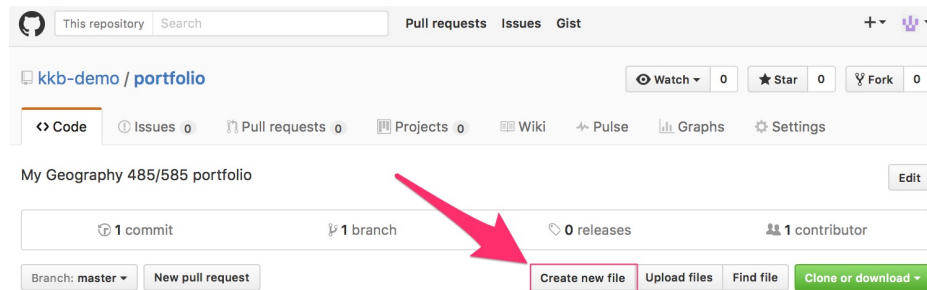 This repository Search Pull requests Issues Gist
kkb-demo / portfolio Watch 0 Star 0 Fork 0
Code Issues 0 Pull requests 0 Projects 0 Wiki Pulse Graphs Settings
My Geography 485/585 portfolio Edit
1 commit 1 branch 0 releases 1 contributor
Branch: master New pull request Create new file Upload files Find file Clone or download